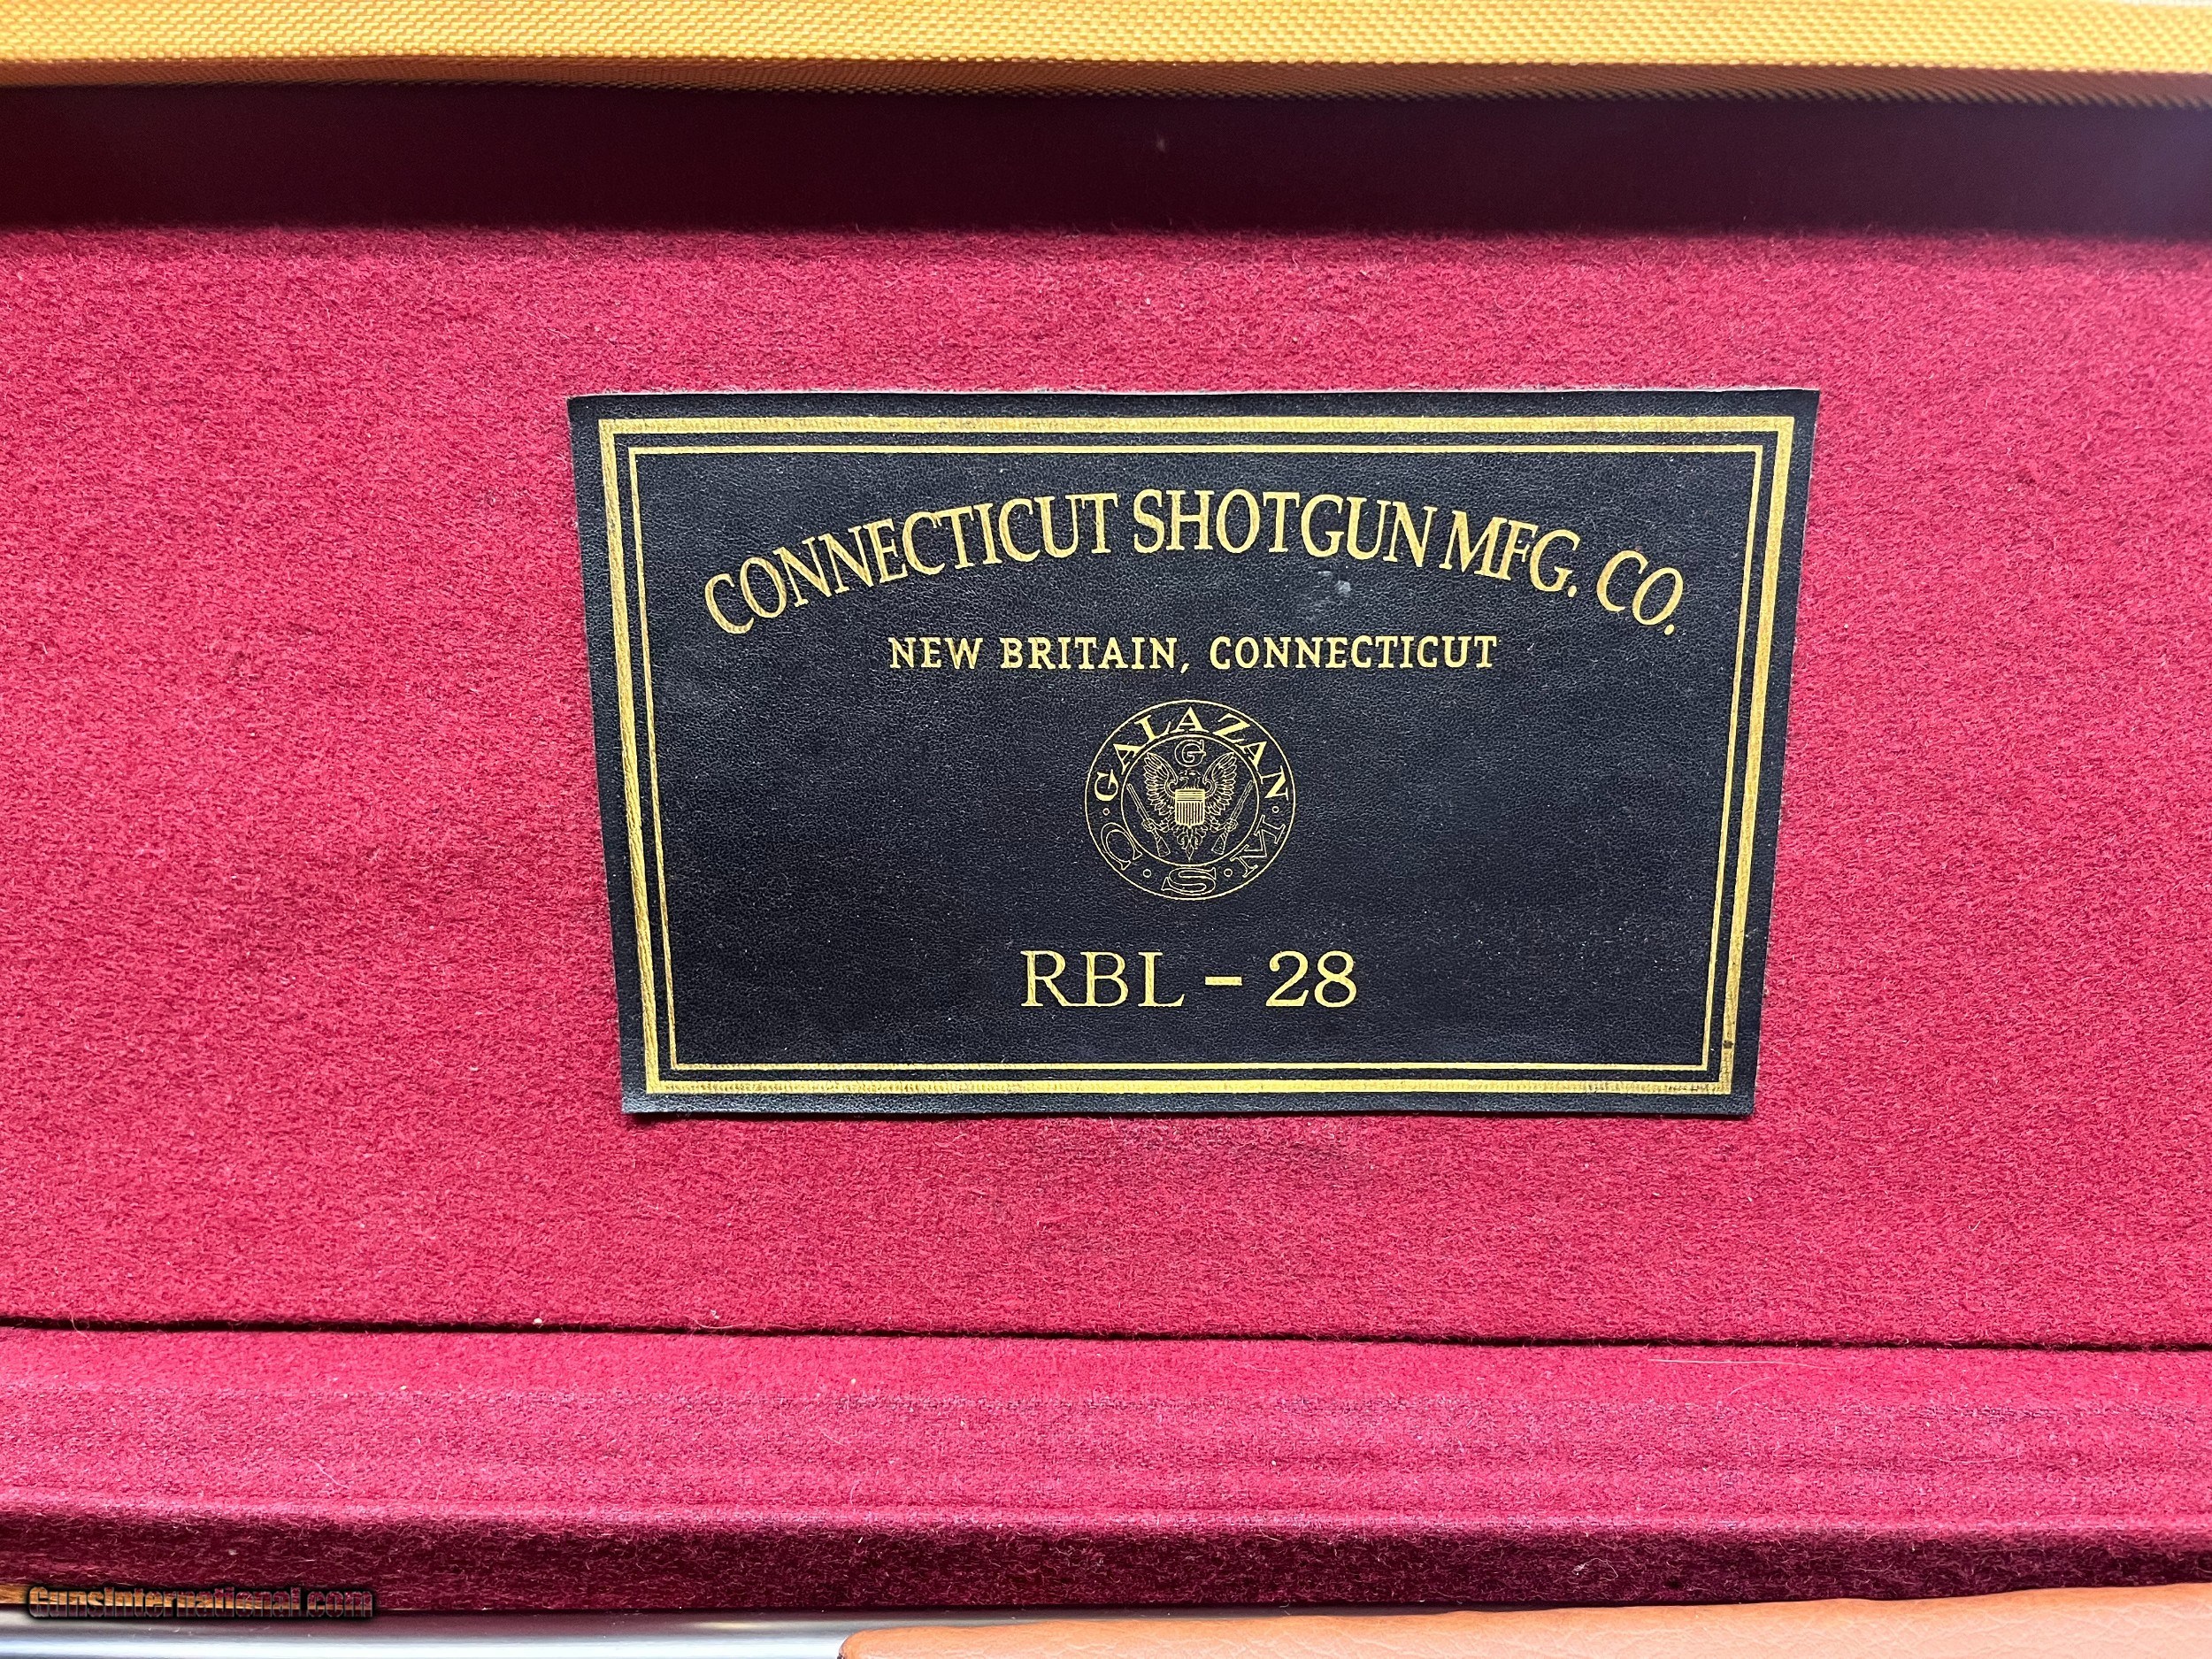 CONNECTICUT SHOTGUN MFG. CO.
NEW BRITAIN, CONNECTICUT
GALAZAN
G
C · S · M
RBL - 28
GunsInternational.com